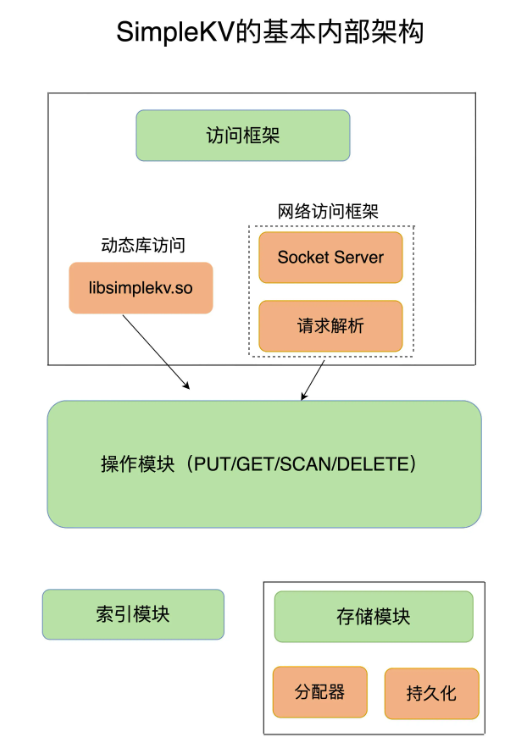 SimpleKV的基本内部架构
访问框架
网络访问框架
动态库访问
Socket Server
libsimplekv.so
请求解析
操作模块（PUT/GET/SCAN/DELETE）
索引模块
存储模块
分配器
持久化